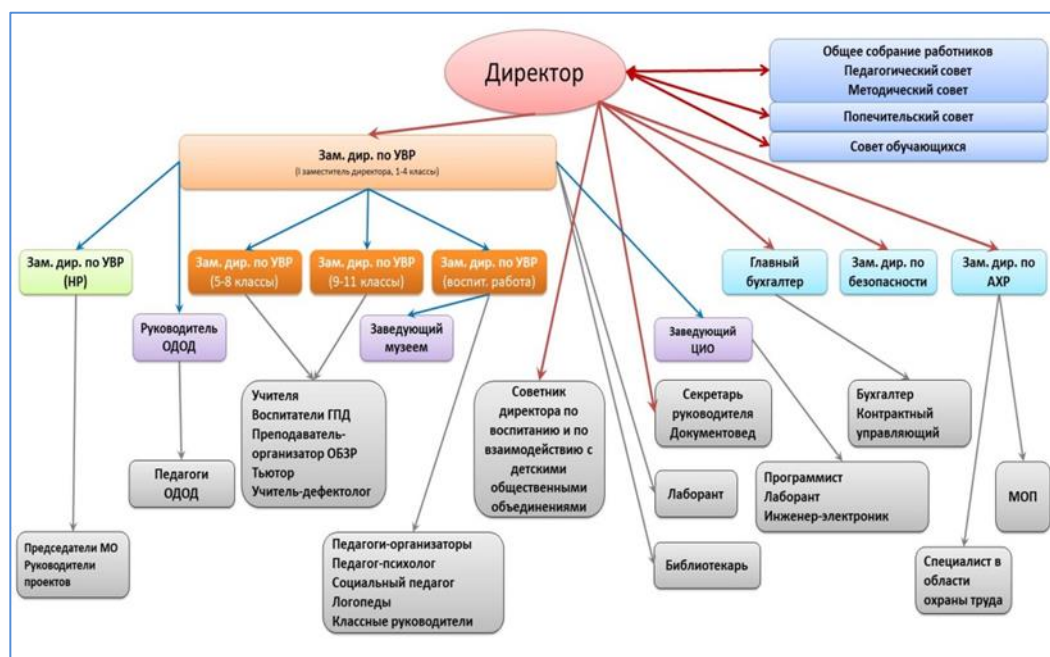 Директор
Общее собрание работников
Педагогический совет
Методический совет
Попечительский совет
Совет обучающихся
Зам. дир. по УВР
(I заместитель директора, 1-4 классы)
Зам. дир. по УВР
(НР)
Зам. дир. по УВР
(5-8 классы)
Зам. дир. по УВР
(9-11 классы)
Зам. дир. по УВР
(воспит. работа)
Главный
бухгалтер
Зам. дир. по
безопасности
Зам. дир. по
АХР
Руководитель
ОДОД
Заведующий
музеем
Заведующий
ЦИО
Учителя
Воспитатели ГПД
Преподаватель-
организатор ОБЗР
Тьютор
Учитель-дефектолог
Советник
директора по
воспитанию и по
взаимодействию с
детскими
общественными
объединениями
Секретарь
руководителя
Документовед
Бухгалтер
Контрактный
управляющий
Педагоги
ОДОД
Лаборант
Программист
Лаборант
Инженер-электроник
МОП
Председатели МО
Руководители
проектов
Педагоги-организаторы
Педагог-психолог
Социальный педагог
Логопеды
Классные руководители
Библиотекарь
Специалист в
области
охраны труда